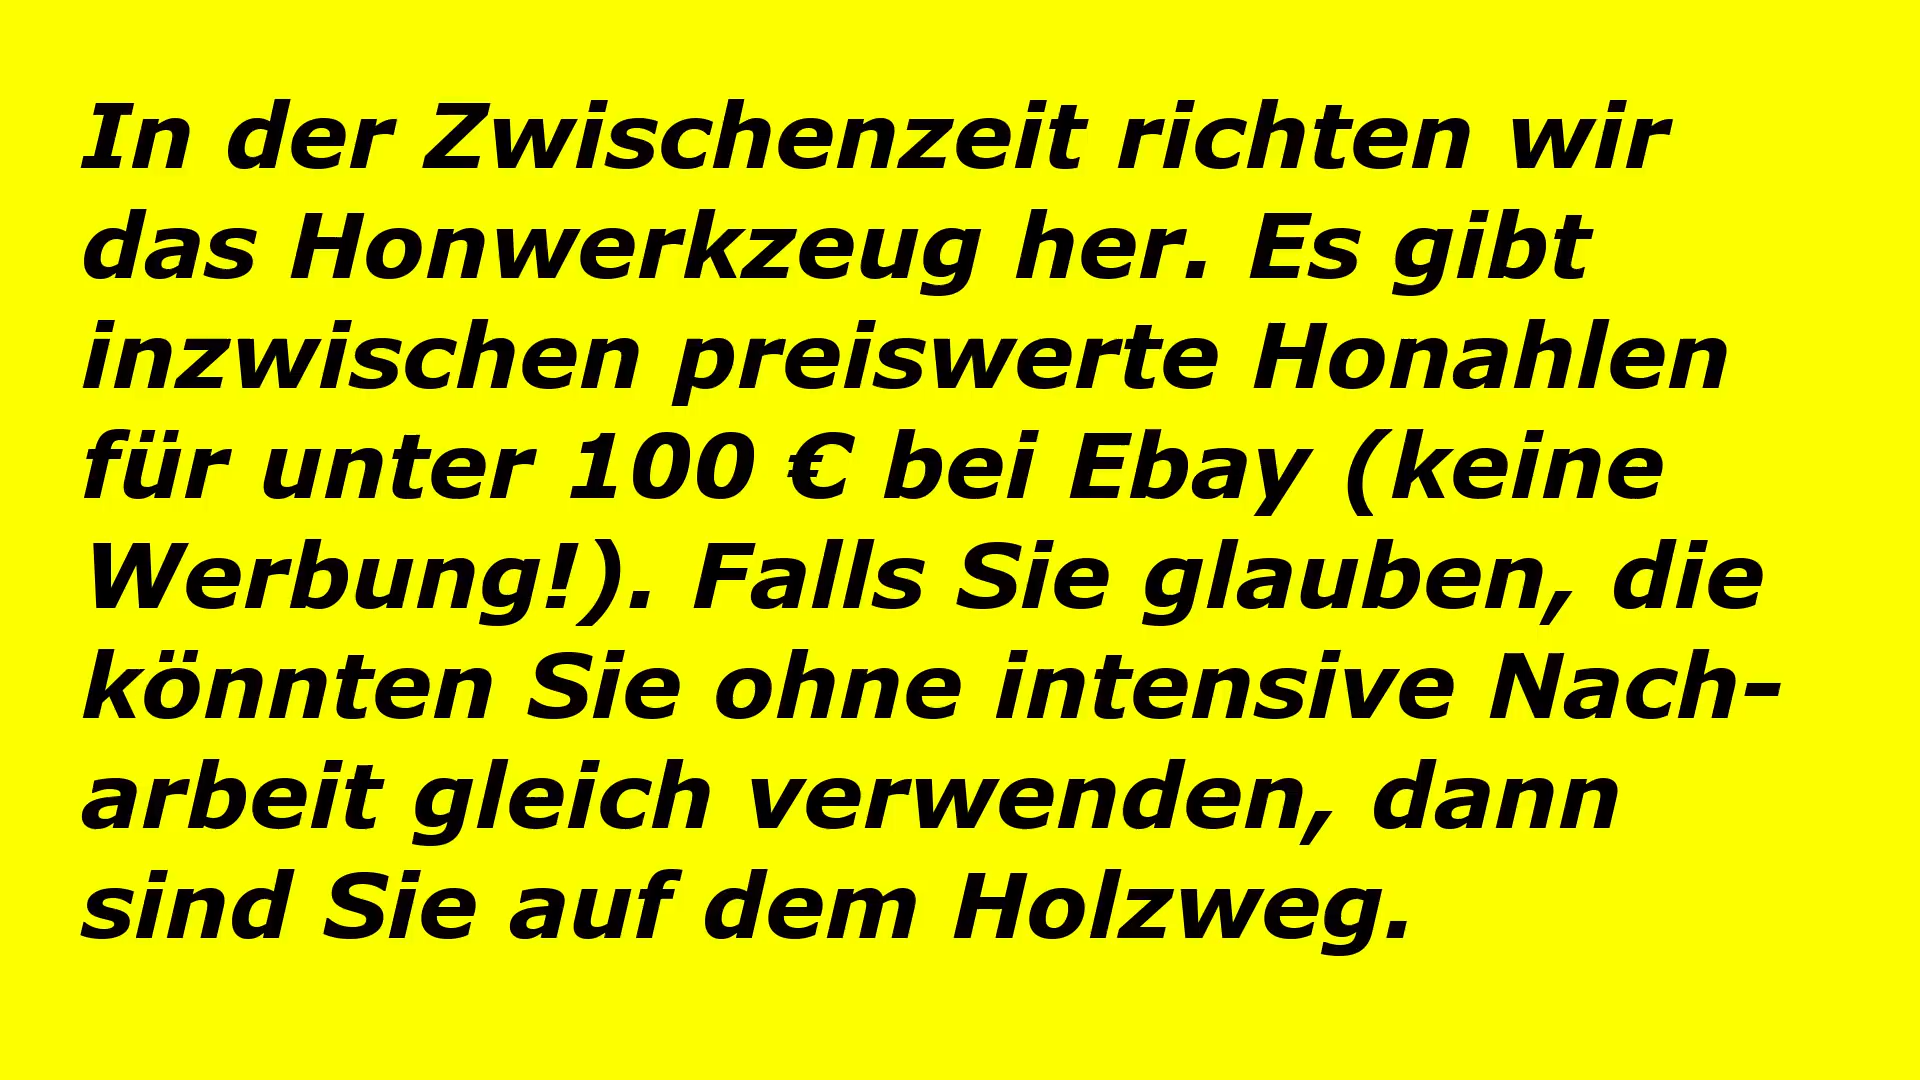 In der Zwischenzeit richten wir
das Honwerkzeug her. Es gibt
inzwischen preiswerte Honahlen
für unter 100 € bei Ebay (keine
Werbung!). Falls Sie glauben, die
könnten Sie ohne intensive Nach-
arbeit gleich verwenden, dann
sind Sie auf dem Holzweg.